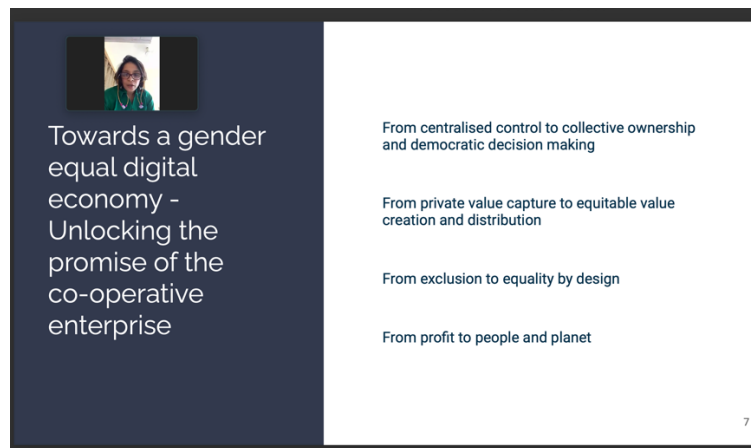 Towards a gender
equal digital
economy -
Unlocking the
promise of the
co-operative
enterprise
From centralised control to collective ownership
and democratic decision making
From private value capture to equitable value
creation and distribution
From exclusion to equality by design
From profit to people and planet
7